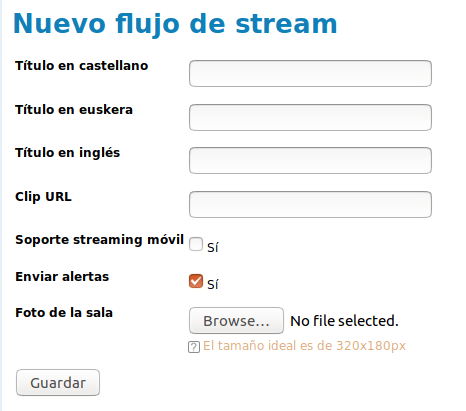 Nuevo flujo de stream
Título en castellano
Título en euskera
Título en inglés
Clip URL
Soporte streaming móvil Sí
Enviar alertas Sí
Foto de la sala Browse... No file selected.
? El tamaño ideal es de 320x180px
Guardar